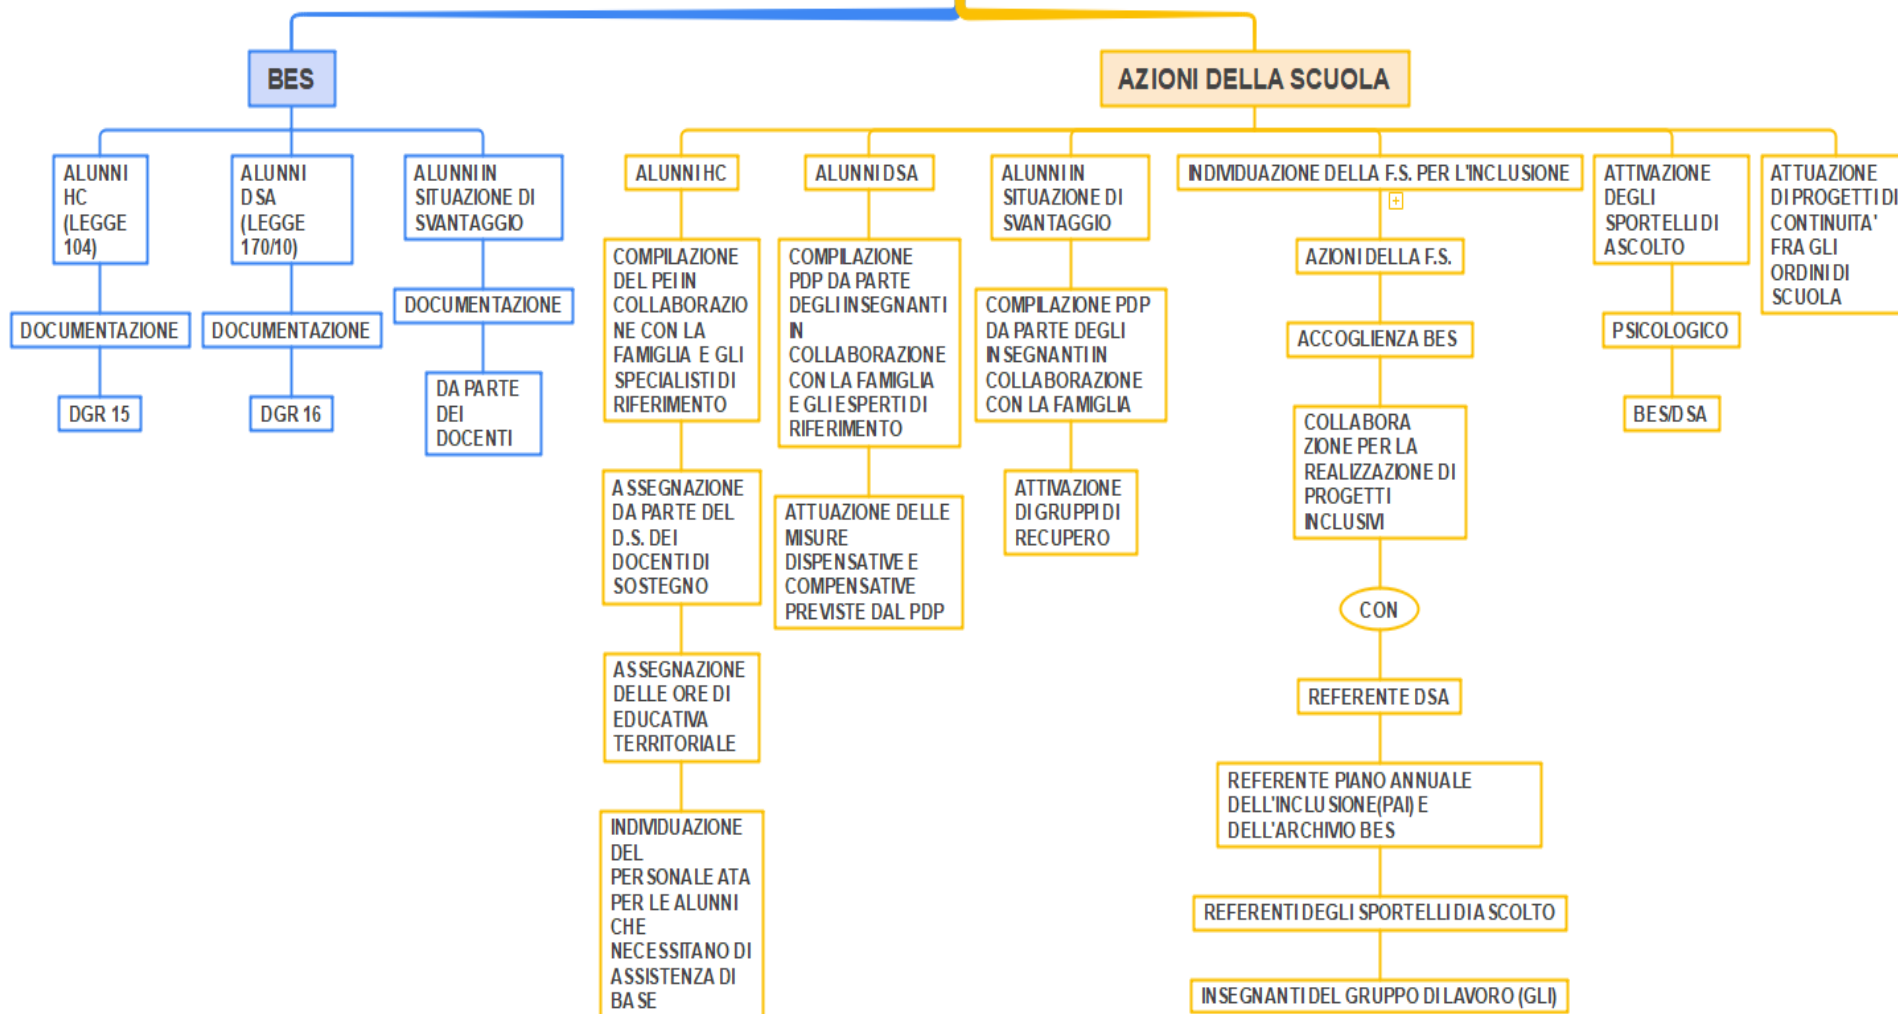 BES
ALUNNI
HC
(LEGGE
104)
DOCUMENTAZIONE
DGR 15
ALUNNI
DSA
(LEGGE
170/10)
DOCUMENTAZIONE
DGR 16
ALUNNI IN
SITUAZIONE DI
SVANTAGGIO
DOCUMENTAZIONE
DA PARTE
DEI
DOCENTI
AZIONI DELLA SCUOLA
ALUNNI HC
COMPILAZIONE
DEL PEI IN
COLLABORAZIO
NE CON LA
FAMIGLIA E GLI
SPECIALISTI DI
RIFERIMENTO
ASSEGNAZIONE
DA PARTE DEL
D.S. DEI
DOCENTI DI
SOSTEGNO
ASSEGNAZIONE
DELLE ORE DI
EDUCATIVA
TERRITORIALE
INDIVIDUAZIONE
DEL
PERSONALE ATA
PER LE ALUNNI
CHE
NECESSITANO DI
ASSISTENZA DI
BASE
ALUNNI DSA
COMPILAZIONE
PDP DA PARTE
DEGLI INSEGNANTI
IN
COLLABORAZIONE
CON LA FAMIGLIA
E GLI ESPERTI DI
RIFERIMENTO
ATTUAZIONE DELLE
MISURE
DISPENSATIVE E
COMPENSATIVE
PREVISTE DAL PDP
ALUNNI IN
SITUAZIONE DI
SVANTAGGIO
COMPILAZIONE PDP
DA PARTE DEGLI
INSEGNANTI IN
COLLABORAZIONE
CON LA FAMIGLIA
ATTIVAZIONE
DI GRUPPI DI
RECUPERO
INDIVIDUAZIONE DELLA F.S. PER L'INCLUSIONE
AZIONI DELLA F.S.
ACCOGLIENZA BES
COLLABORA
ZIONE PER LA
REALIZZAZIONE DI
PROGETTI
INCLUSIVI
CON
REFERENTE DSA
REFERENTE PIANO ANNUALE
DELL'INCLUSIONE(PAI) E
DELL'ARCHIVIO BES
REFERENTI DEGLI SPORTELLI DI ASCOLTO
INSEGNANTI DEL GRUPPO DI LAVORO (GLI)
ATTIVAZIONE
DEGLI
SPORTELLI DI
ASCOLTO
PSICOLOGICO
BES/DSA
ATTUAZIONE
DI PROGETTI DI
CONTINUITA'
FRA GLI
ORDINI DI
SCUOLA